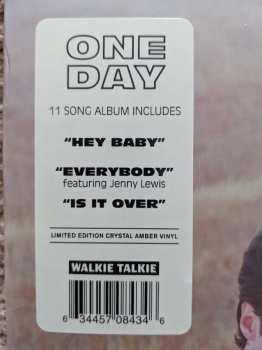 ONE
DAY
11 SONG ALBUM INCLUDES
"HEY BABY"
"EVERYBODY"
featuring Jenny Lewis
"IS IT OVER"
LIMITED EDITION CRYSTAL AMBER VINYL
WALKIE TALKIE
6 34457 08434 6